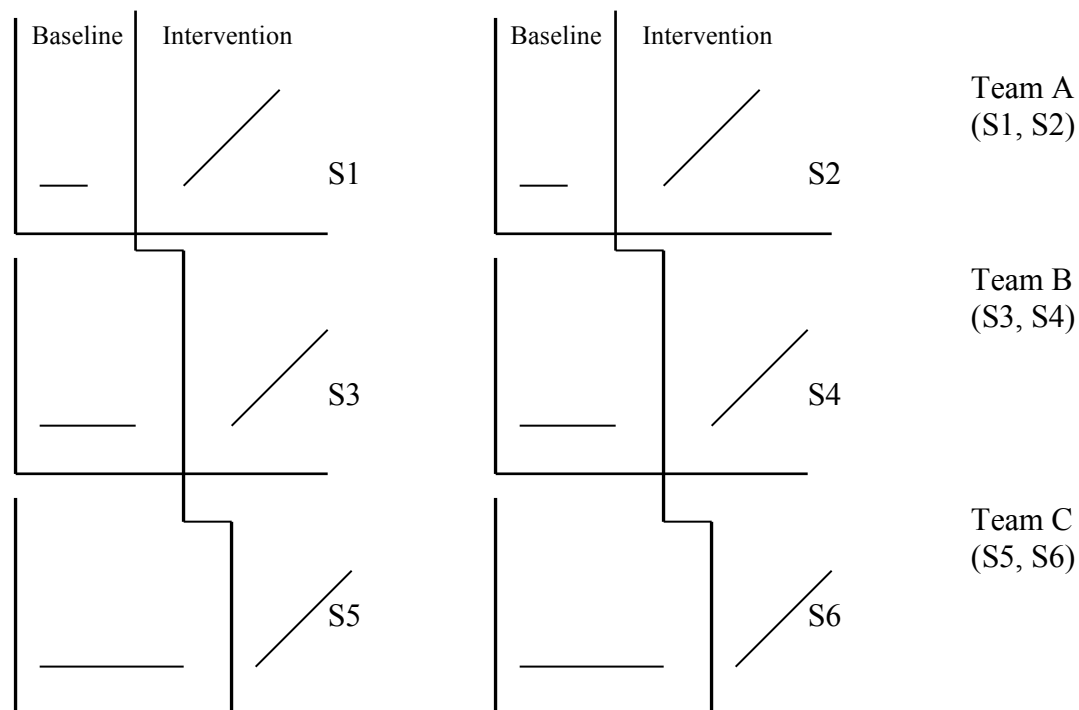 Baseline Intervention Baseline Intervention
Team A
(S1, S2)
S1 S2
Team B
(S3, S4)
S3 S4
Team C
(S5, S6)
S5 S6